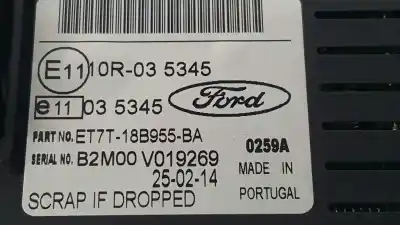 E11 10R-03 5345
e11 03 5345
Ford
PART NO. ET7T-18B955-BA
SERIAL NO. B2M00 V019269
0259A
25-02-14
MADE IN
PORTUGAL
SCRAP IF DROPPED